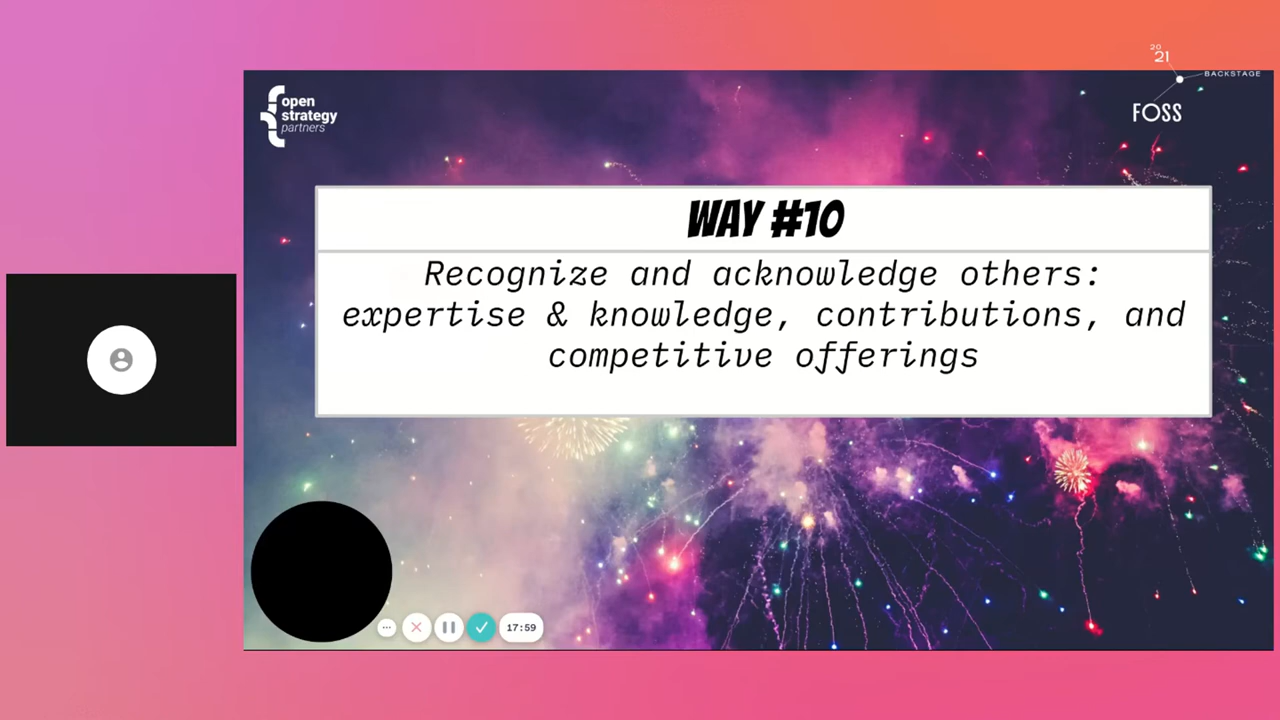 20
21
BACKSTAGE
FOSS
open
strategy
partners
WAY #10
Recognize and acknowledge others:
expertise & knowledge, contributions, and
competitive offerings
17:59